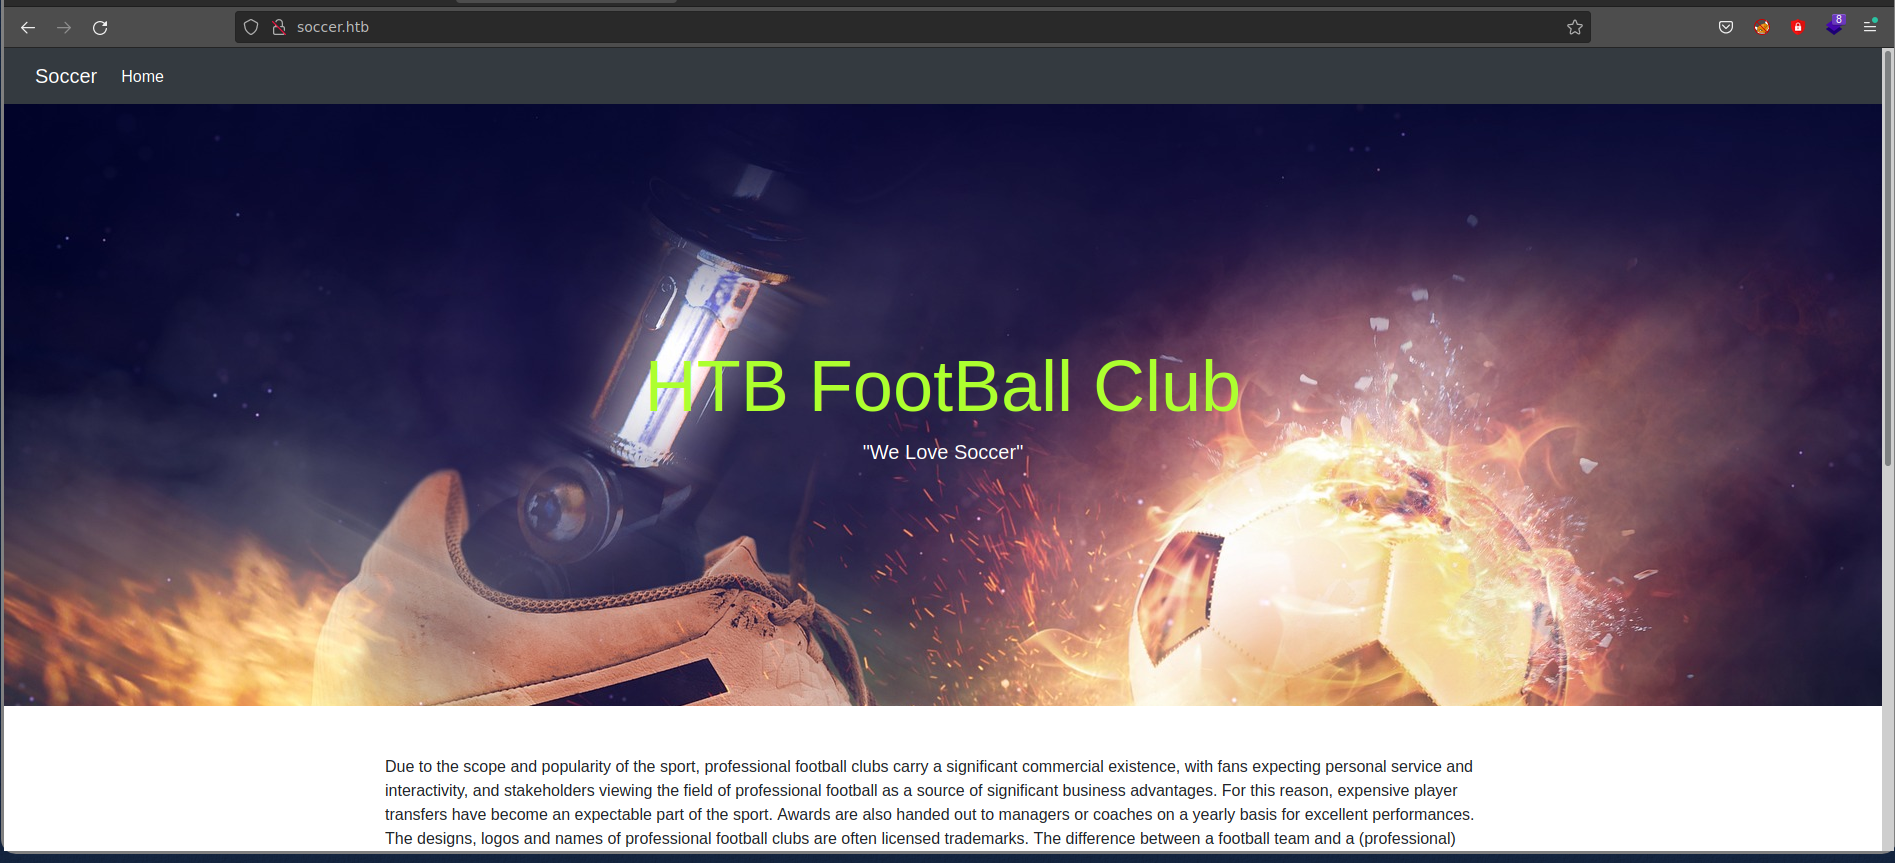 soccer.htb
8
Soccer Home
HTB FootBall Club
"We Love Soccer"
Due to the scope and popularity of the sport, professional football clubs carry a significant commercial existence, with fans expecting personal service and
interactivity, and stakeholders viewing the field of professional football as a source of significant business advantages. For this reason, expensive player
transfers have become an expectable part of the sport. Awards are also handed out to managers or coaches on a yearly basis for excellent performances.
The designs, logos and names of professional football clubs are often licensed trademarks. The difference between a football team and a (professional)